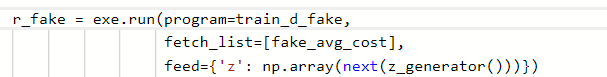 r_fake = exe.run(program=train_d_fake,
fetch_list=[fake_avg_cost],
feed={'z': np.array(next(z_generator()))})